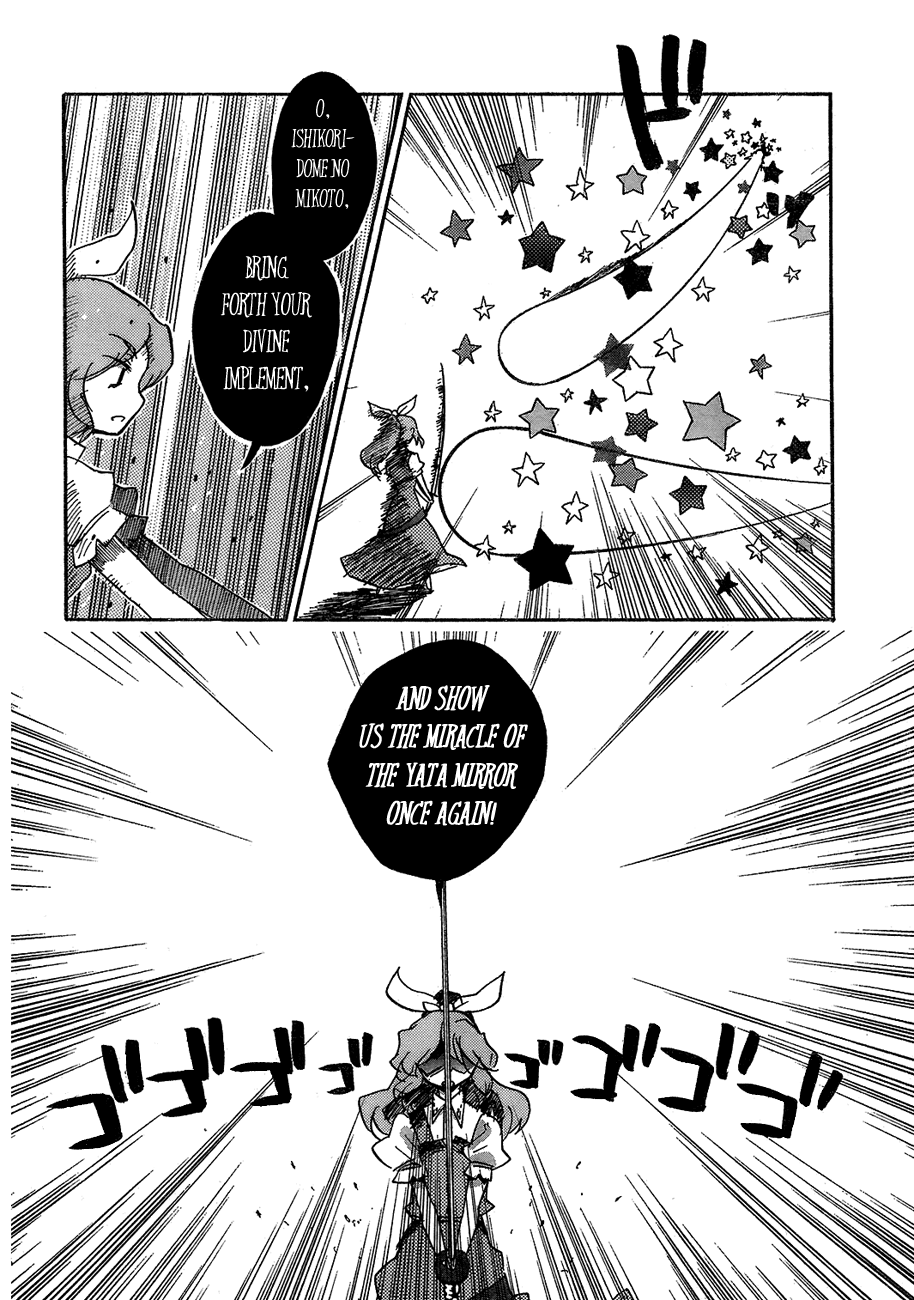 O,
ISHIKORI-
DOME NO
MIKOTO,
BRING
FORTH YOUR
DIVINE
IMPLEMENT,
ド
AND SHOW
US THE MIRACLE OF
THE YATA MIRROR
ONCE AGAIN!
ゴゴゴゴ
ゴゴゴゴ